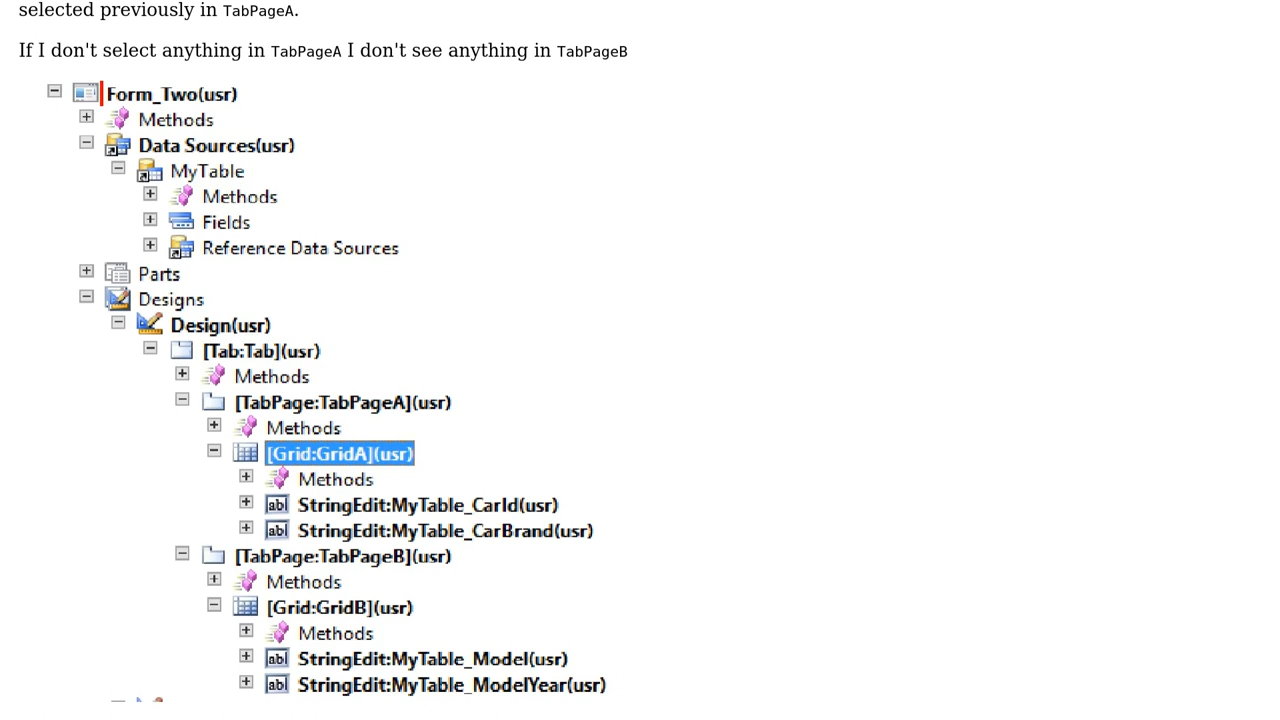 selected previously in TabPageA.
If I don't select anything in TabPageA I don't see anything in TabPageB
Form_Two(usr)
Methods
Data Sources(usr)
MyTable
Methods
Fields
Reference Data Sources
Parts
Designs
Design(usr)
[Tab:Tab](usr)
Methods
[TabPage:TabPageA](usr)
Methods
[Grid:GridA](usr)
Methods
StringEdit:MyTable_CarId(usr)
StringEdit:MyTable_CarBrand(usr)
[TabPage:TabPageB](usr)
Methods
[Grid:GridB](usr)
Methods
StringEdit:MyTable_Model(usr)
StringEdit:MyTable_ModelYear(usr)